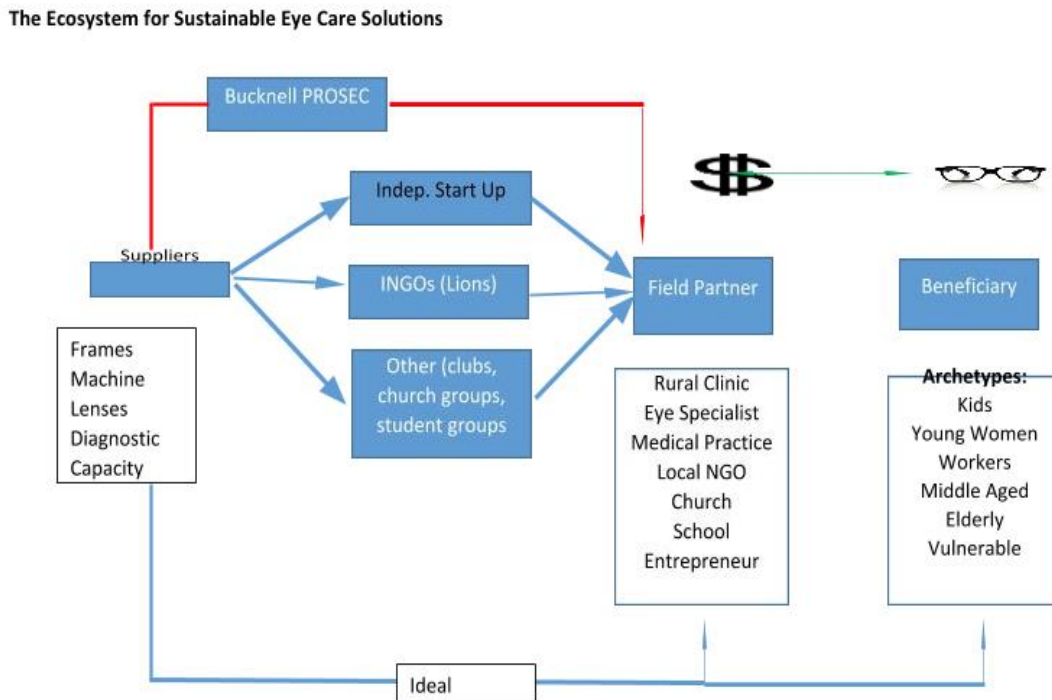 The Ecosystem for Sustainable Eye Care Solutions
Bucknell PROSEC
Indep. Start Up
Suppliers
INGOs (Lions)
Field Partner
Beneficiary
Other (clubs,
church groups,
student groups
Frames
Machine
Lenses
Diagnostic
Capacity
Rural Clinic
Eye Specialist
Medical Practice
Local NGO
Church
School
Entrepreneur
Archetypes:
Kids
Young Women
Workers
Middle Aged
Elderly
Vulnerable
Ideal